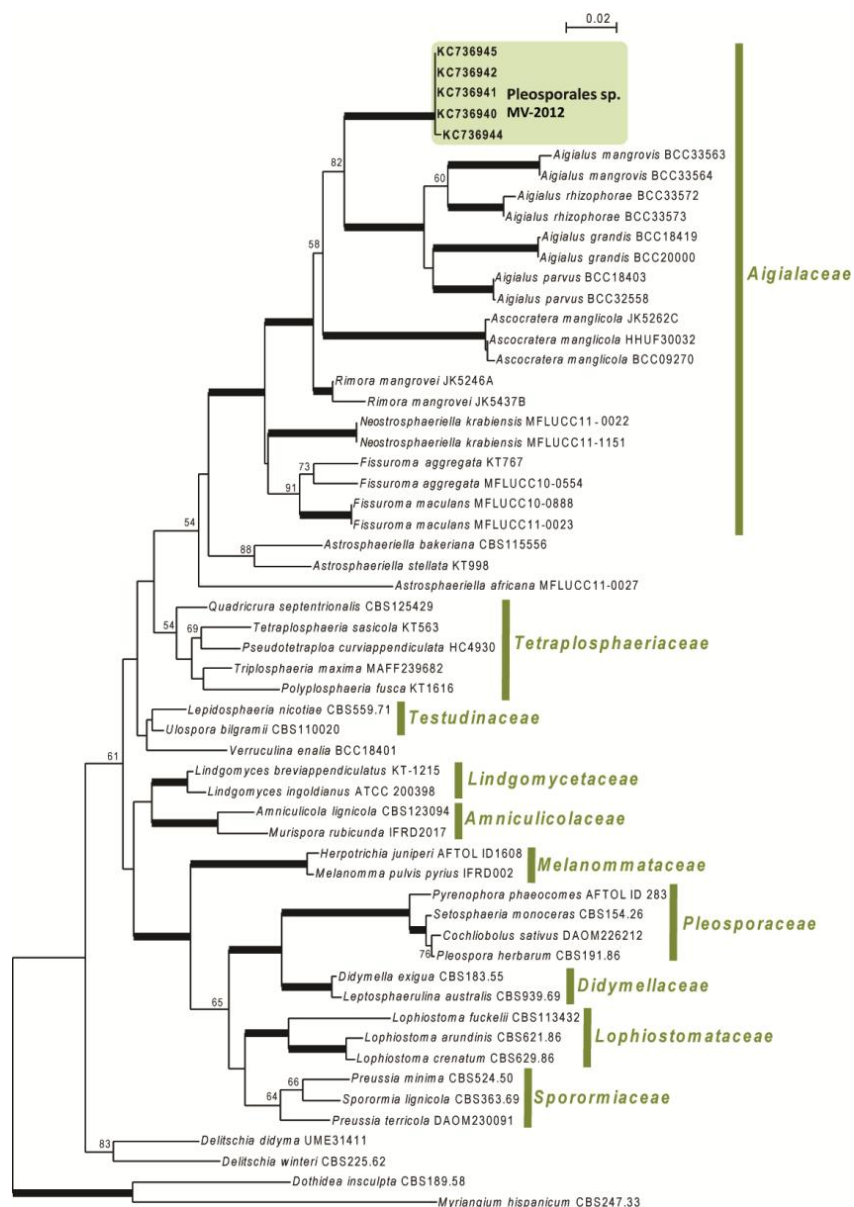 0.02
KC736945
KC736942
KC736941
KC736940
KC736944
Pleosporales sp.
MV-2012
82
Aigialus mangrovis BCC33563
Aigialus mangrovis BCC33564
60
Aigialus rhizophorae BCC33572
Aigialus rhizophorae BCC33573
Aigialus grandis BCC18419
Aigialus grandis BCC20000
58
Aigialus parvus BCC18403
Aigialus parvus BCC32558
Aigialaceae
Ascocratera manglicola JK5262C
Ascocratera manglicola HHUF30032
Ascocratera manglicola BCC09270
Rimora mangrovei JK5246A
Rimora mangrovei JK5437B
Neostrosphaeriella krabiensis MFLUCC11-0022
Neostrosphaeriella krabiensis MFLUCC11-1151
73
Fissuroma aggregata KT767
Fissuroma aggregata MFLUCC10-0554
91
Fissuroma maculans MFLUCC10-0888
Fissuroma maculans MFLUCC11-0023
54
Astrosphaeriella bakeriana CBS115556
88
Astrosphaeriella stellata KT998
Astrosphaeriella africana MFLUCC11-0027
Quadricrura septentrionalis CBS125429
54
69
Tetraplosphaeria sasicola KT563
Pseudotetraploa curviappendiculata HC4930
Tetraplosphaeriaceae
Triplosphaeria maxima MAFF239682
Polyplosphaeria fusca KT1616
Lepidosphaeria nicotiae CBS559.71
Ulospora bilgramii CBS110020
Testudinaceae
Verruculina enalia BCC18401
61
Lindgomyces breviappendiculatus KT-1215
Lindgomyces ingoldianus ATCC 200398
Lindgomycetaceae
Amniculicola lignicola CBS123094
Murispora rubicunda IFRD2017
Amniculicolaceae
Herpotrichia juniperi AFTOL ID1608
Melanomma pulvis pyrius IFRD002
Melanommataceae
Pyrenophora phaeocomes AFTOL ID 283
Setosphaeria monoceras CBS154.26
Cochliobolus sativus DAOM226212
76
Pleospora herbarum CBS191.86
Pleosporaceae
Didymella exigua CBS183.55
Leptosphaerulina australis CBS939.69
Didymellaceae
65
Lophiostoma fuckelii CBS113432
Lophiostoma arundinis CBS621.86
Lophiostoma crenatum CBS629.86
Lophiostomataceae
Preussia minima CBS524.50
66
Sporormia lignicola CBS363.69
64
Preussia terricola DAOM230091
Sporormiaceae
Delitschia didyma UME31411
83
Delitschia winteri CBS225.62
Dothidea insculpta CBS189.58
Myriangium hispanicum CBS247.33